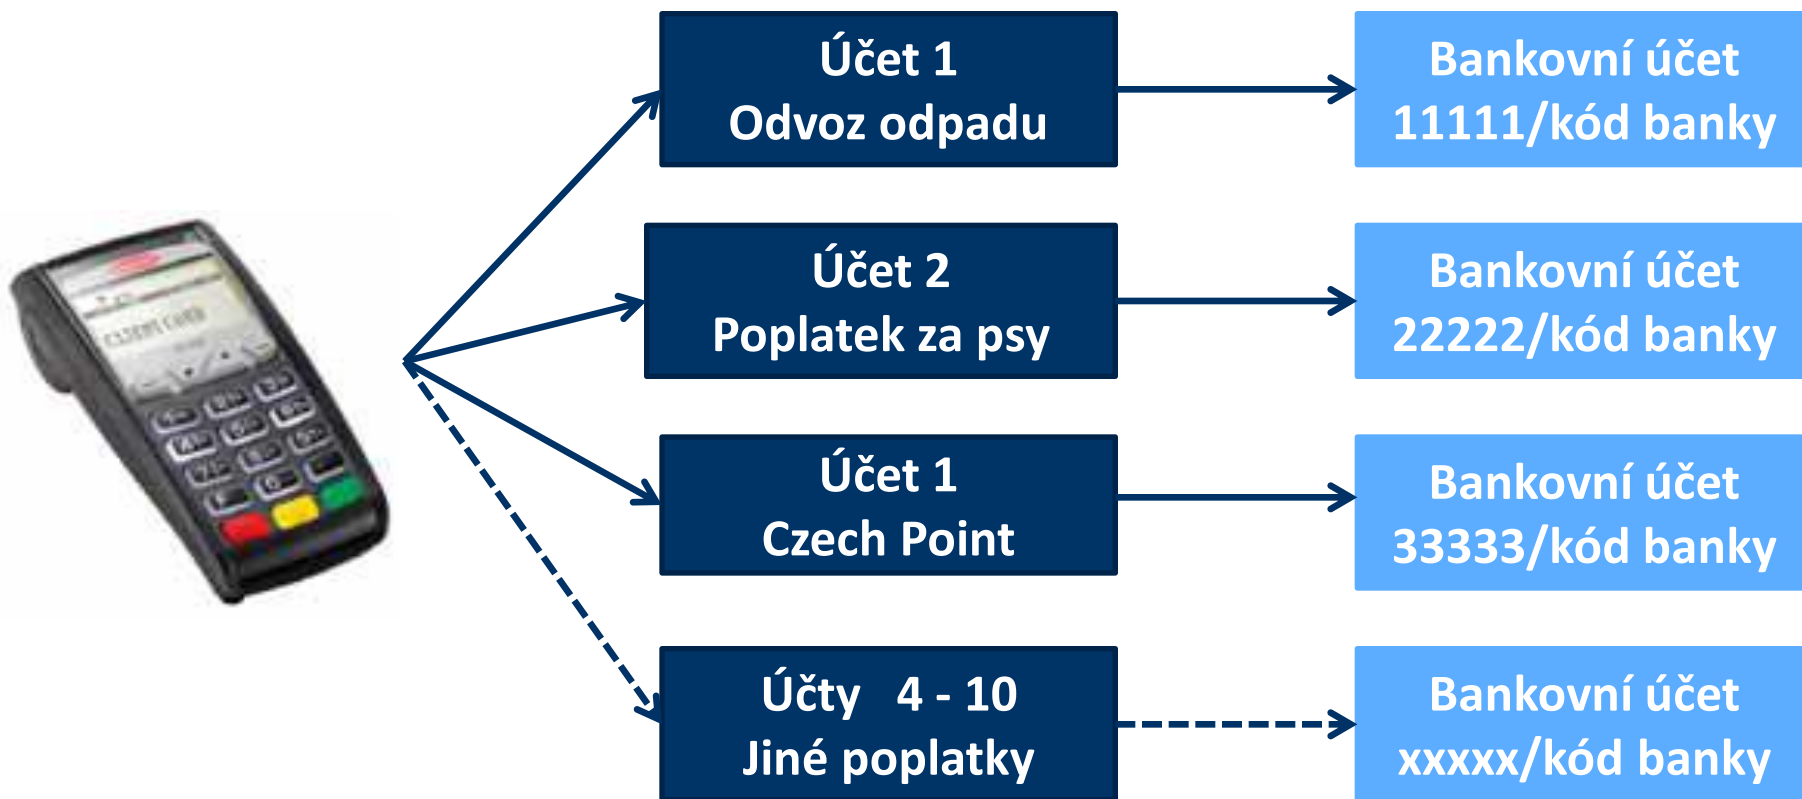 Účet 1
Odvoz odpadu
Bankovní účet
11111/kód banky
Účet 2
Poplatek za psy
Bankovní účet
22222/kód banky
Účet 1
Czech Point
Bankovní účet
33333/kód banky
Účty 4 - 10
Jiné poplatky
Bankovní účet
xxxxx/kód banky